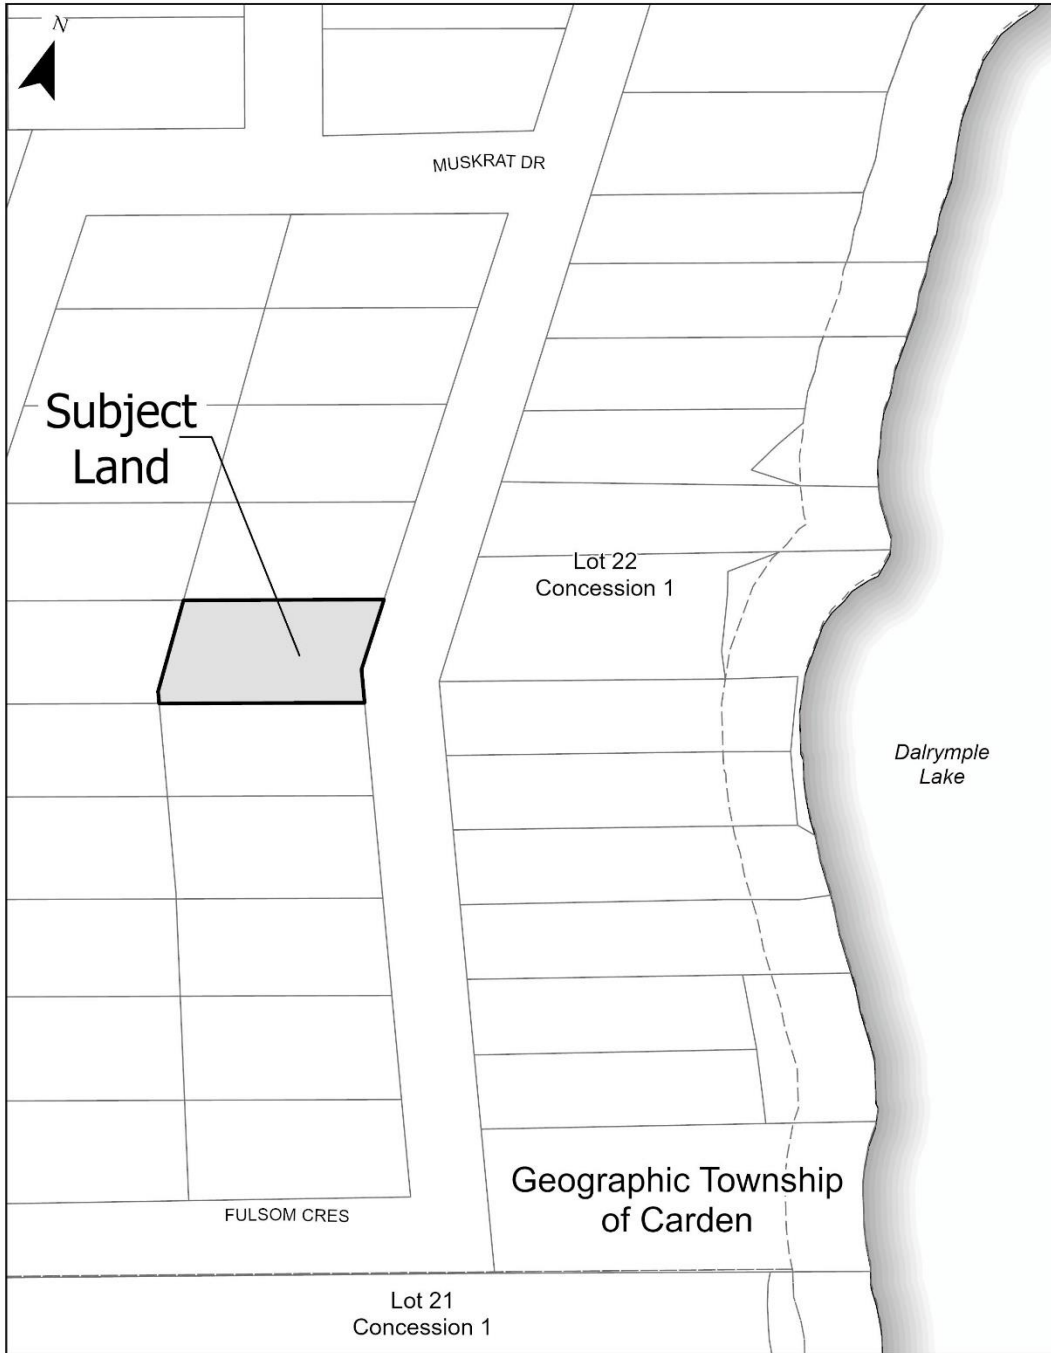 N
MUSKRAT DR
Subject
Land
Lot 22
Concession 1
Dalrymple
Lake
Geographic Township
of Carden
FULSOM CRES
Lot 21
Concession 1